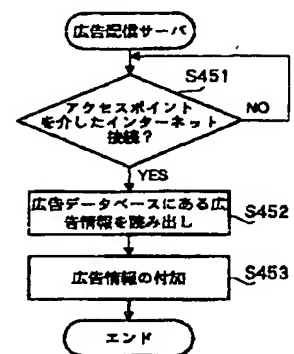 広告配信サーバ
S451
アクセスポイント
を介したインターネット
接続?
NO
YES
広告データベースにある広
告情報を読み出し
S452
広告情報の付加
S453
エンド